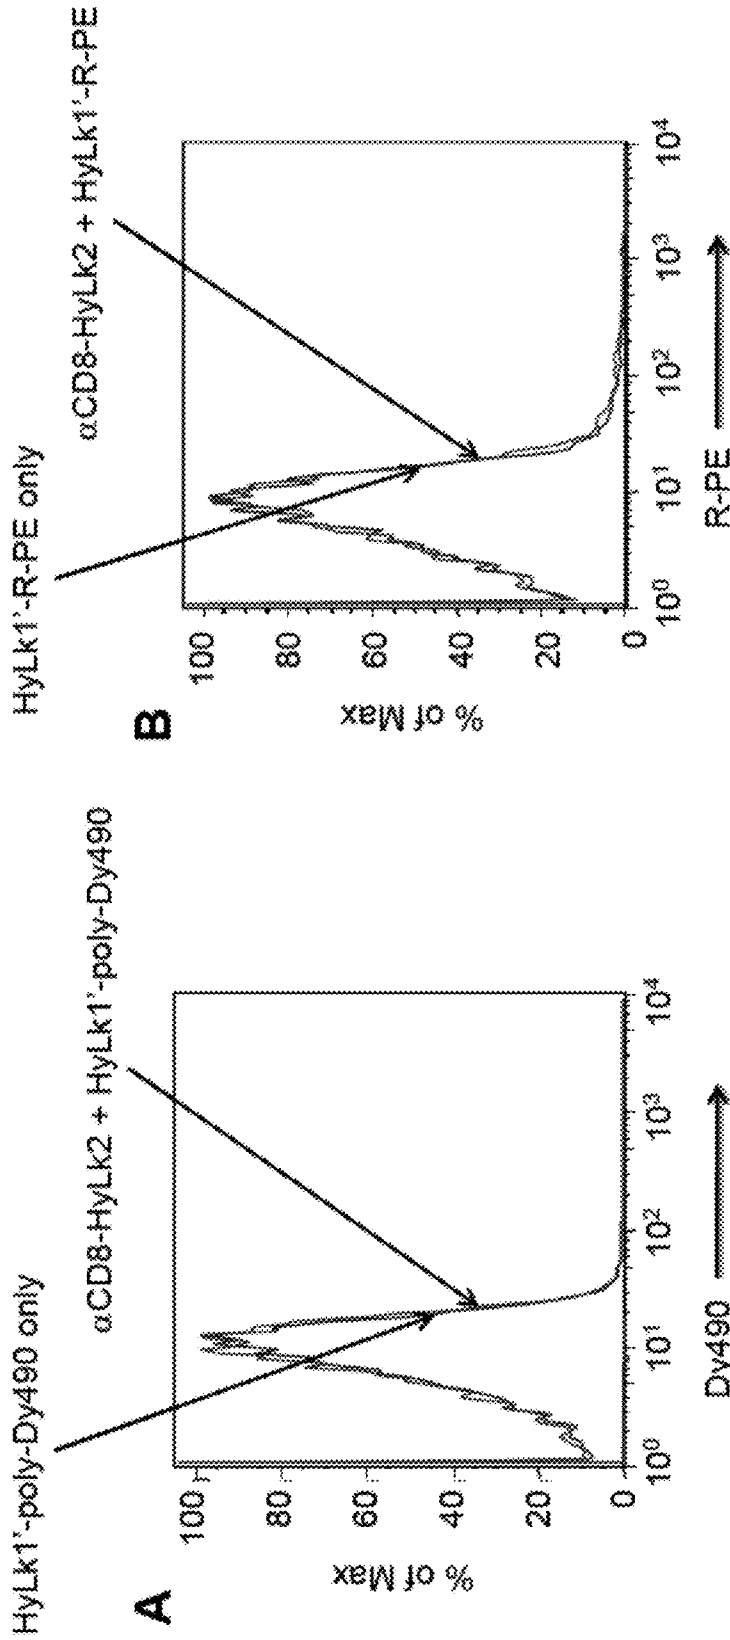 A
HyLk1'-poly-Dy490 only
αCD8-HyLk2 + HyLk1'-poly-Dy490
% of Max
100
80
60
40
20
0
10⁰
10¹
10²
10³
10⁴
Dy490
B
HyLk1'-R-PE only
αCD8-HyLk2 + HyLk1'-R-PE
% of Max
100
80
60
40
20
0
10⁰
10¹
10²
10³
10⁴
R-PE